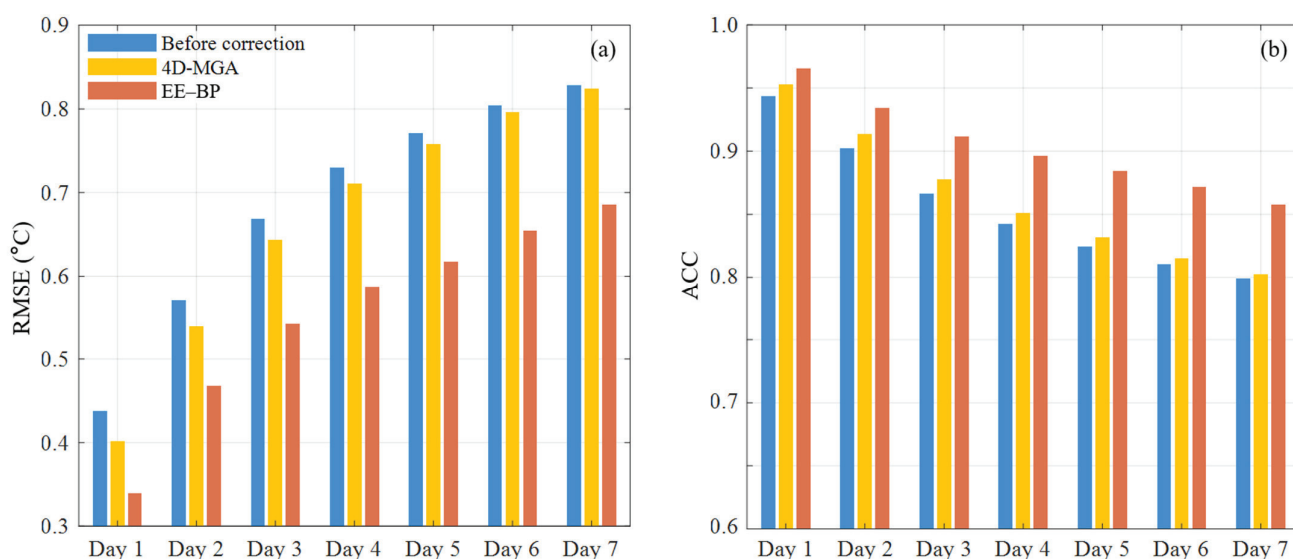 0.9
0.8
0.7
0.6
0.5
0.4
0.3
RMSE (°C)
Before correction
4D-MGA
EE–BP
(a)
Day 1 Day 2 Day 3 Day 4 Day 5 Day 6 Day 7
1.0
0.9
0.8
0.7
0.6
ACC
(b)
Day 1 Day 2 Day 3 Day 4 Day 5 Day 6 Day 7